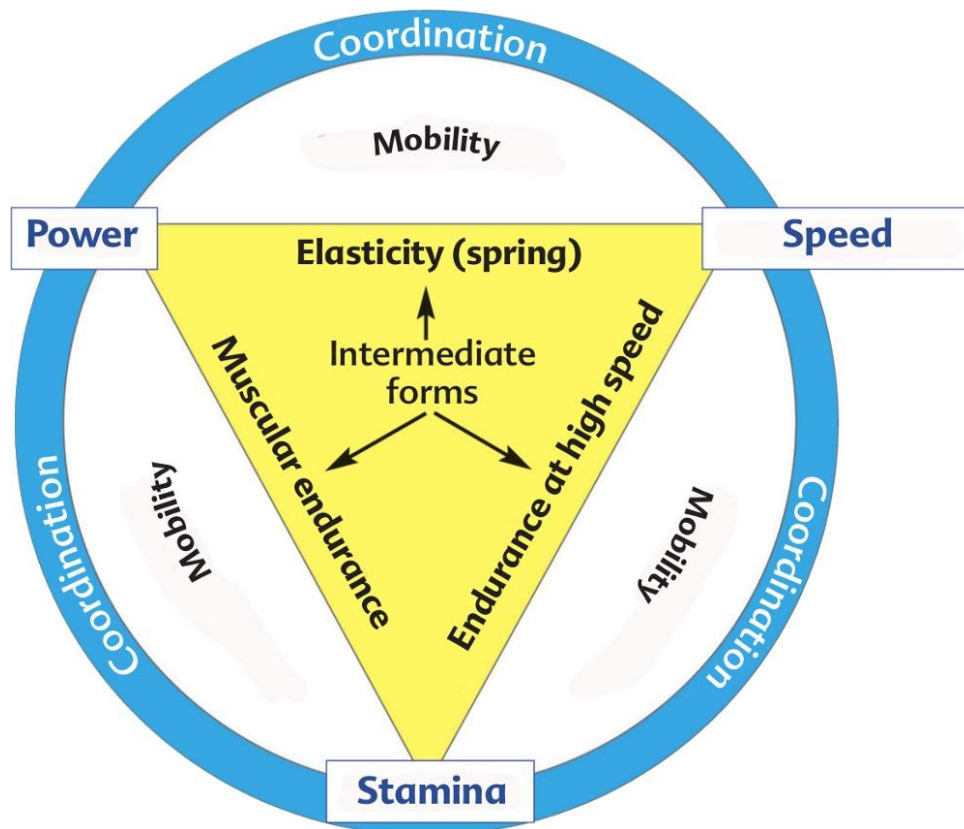 Coordination
Mobility
Power
Speed
Elasticity (spring)
Intermediate
forms
Muscular endurance
Endurance at high speed
Mobility
Mobility
Coordination
Coordination
Stamina